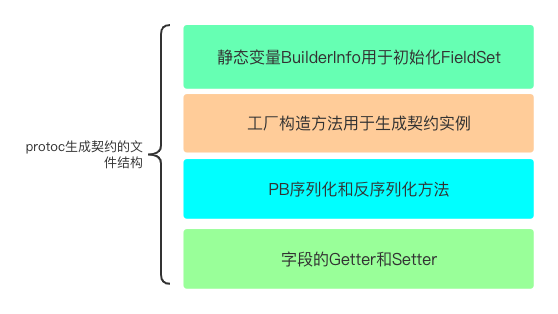 protoc生成契约的文
件结构
静态变量BuilderInfo用于初始化FieldSet
工厂构造方法用于生成契约实例
PB序列化和反序列化方法
字段的Getter和Setter